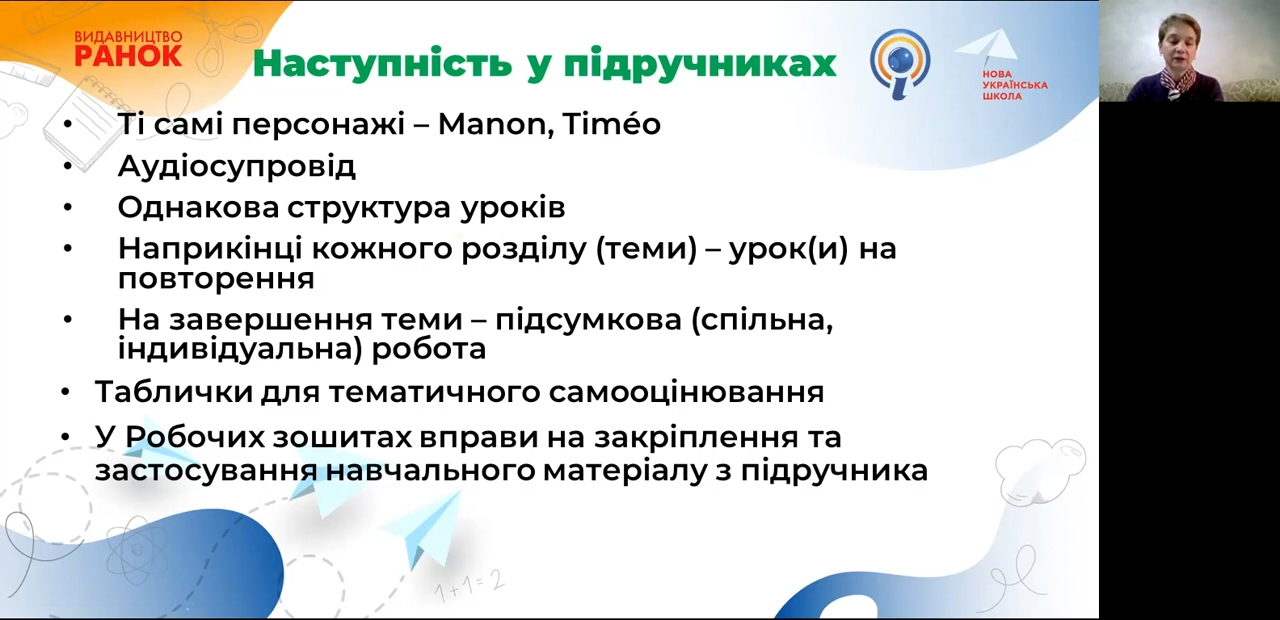 ВИДАВНИЦТВО
РАНОК
Наступність у підручниках
НОВА
УКРАЇНСЬКА
ШКОЛА
• Ті самі персонажі – Manon, Timéo
• Аудіосупровід
• Однакова структура уроків
• Наприкінці кожного розділу (теми) – урок(и) на
повторення
• На завершення теми – підсумкова (спільна,
індивідуальна) робота
• Таблички для тематичного самооцінювання
• У Робочих зошитах вправи на закріплення та
застосування навчального матеріалу з підручника
1+1=2